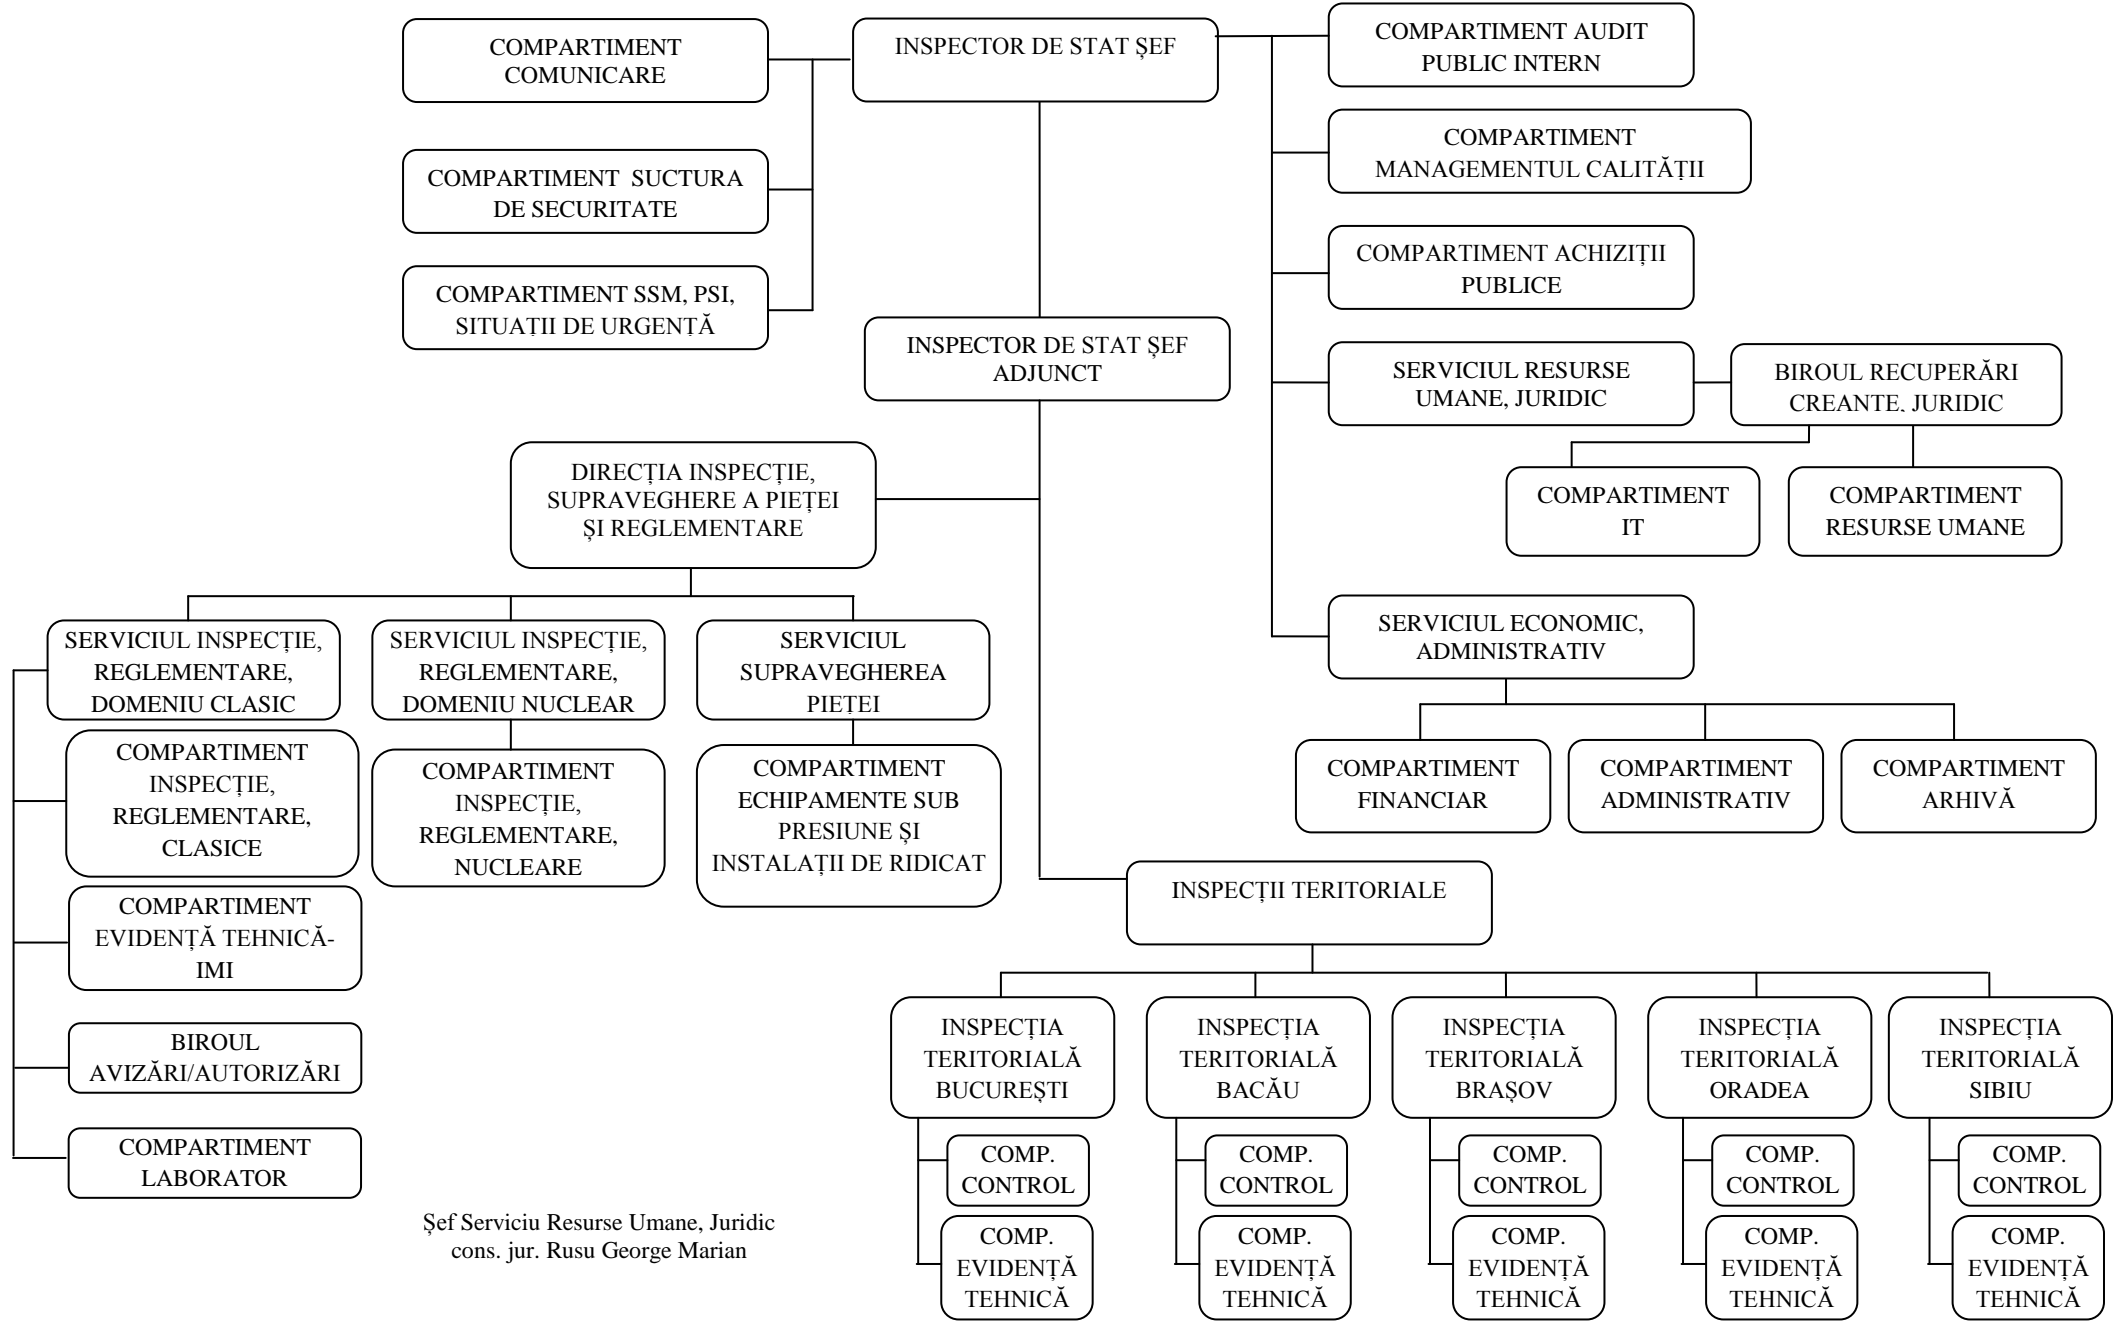 COMPARTIMENT
COMUNICARE
INSPECTOR DE STAT ȘEF
COMPARTIMENT AUDIT
PUBLIC INTERN
COMPARTIMENT
MANAGEMENTUL CALITĂȚII
COMPARTIMENT SUCTURA
DE SECURITATE
COMPARTIMENT ACHIZIȚII
PUBLICE
COMPARTIMENT SSM, PSI,
SITUAȚII DE URGENȚĂ
INSPECTOR DE STAT ȘEF
ADJUNCT
SERVICIUL RESURSE
UMANE, JURIDIC
BIROUL RECUPERĂRI
CREANTE, JURIDIC
COMPARTIMENT
IT
COMPARTIMENT
RESURSE UMANE
DIRECȚIA INSPECȚIE,
SUPRAVEGHERE A PIEȚEI
ȘI REGLEMENTARE
SERVICIUL INSPECȚIE,
REGLEMENTARE,
DOMENIU CLASIC
SERVICIUL INSPECȚIE,
REGLEMENTARE,
DOMENIU NUCLEAR
SERVICIUL
SUPRAVEGHEREA
PIEȚEI
SERVICIUL ECONOMIC,
ADMINISTRATIV
COMPARTIMENT
INSPECȚIE,
REGLEMENTARE,
CLASICE
COMPARTIMENT
INSPECȚIE,
REGLEMENTARE,
NUCLEARE
COMPARTIMENT
ECHIPAMENTE SUB
PRESIUNE ȘI
INSTALAȚII DE RIDICAT
COMPARTIMENT
FINANCIAR
COMPARTIMENT
ADMINISTRATIV
COMPARTIMENT
ARHIVĂ
COMPARTIMENT
EVIDENȚĂ TEHNICĂ-
IMI
INSPECȚII TERITORIALE
BIROUL
AVIZĂRI/AUTORIZĂRI
COMPARTIMENT
LABORATOR
INSPECȚIA
TERITORIALĂ
BUCUREȘTI
INSPECȚIA
TERITORIALĂ
BACĂU
INSPECȚIA
TERITORIALĂ
BRAȘOV
INSPECȚIA
TERITORIALĂ
ORADEA
INSPECȚIA
TERITORIALĂ
SIBIU
COMP.
CONTROL
COMP.
CONTROL
COMP.
CONTROL
COMP.
CONTROL
COMP.
CONTROL
COMP.
EVIDENȚĂ
TEHNICĂ
COMP.
EVIDENȚĂ
TEHNICĂ
COMP.
EVIDENȚĂ
TEHNICĂ
COMP.
EVIDENȚĂ
TEHNICĂ
COMP.
EVIDENȚĂ
TEHNICĂ
Șef Serviciu Resurse Umane, Juridic
cons. jur. Rusu George Marian